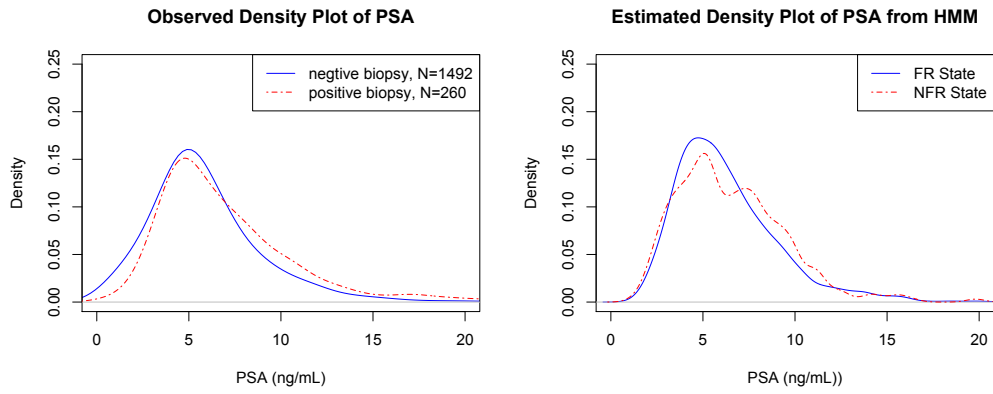 Observed Density Plot of PSA
negtive biopsy, N=1492
positive biopsy, N=260
0.00 0.05 0.10 0.15 0.20 0.25
Density
0 5 10 15 20
PSA (ng/mL)
Estimated Density Plot of PSA from HMM
FR State
NFR State
0.00 0.05 0.10 0.15 0.20 0.25
Density
0 5 10 15 20
PSA (ng/mL))